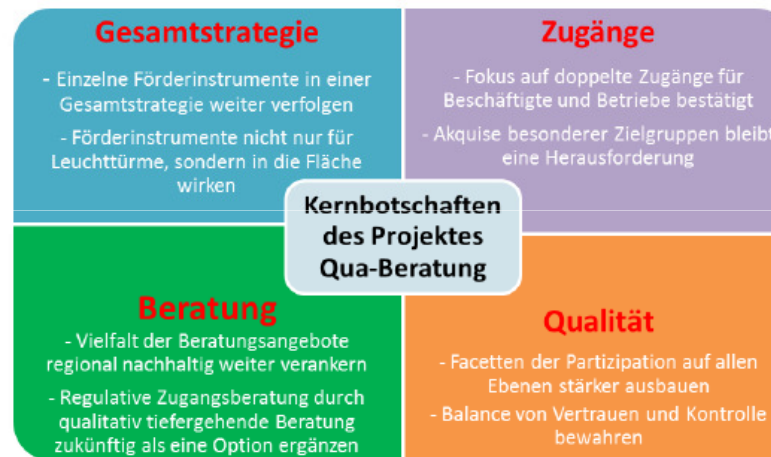 Gesamtstrategie
- Einzelne Förderinstrumente in einer
Gesamtstrategie weiter verfolgen
- Förderinstrumente nicht nur für
Leuchttürme, sondern in die Fläche
wirken
Zugänge
- Fokus auf doppelte Zugänge für
Beschäftigte und Betriebe bestätigt
- Akquise besonderer Zielgruppen bleibt
eine Herausforderung
Kernbotschaften
des Projektes
Qua-Beratung
Beratung
- Vielfalt der Beratungsangebote
regional nachhaltig weiter verankern
- Regulative Zugangsberatung durch
qualitativ tiefergehende Beratung
zukünftig als eine Option ergänzen
Qualität
- Facetten der Partizipation auf allen
Ebenen stärker ausbauen
- Balance von Vertrauen und Kontrolle
bewahren